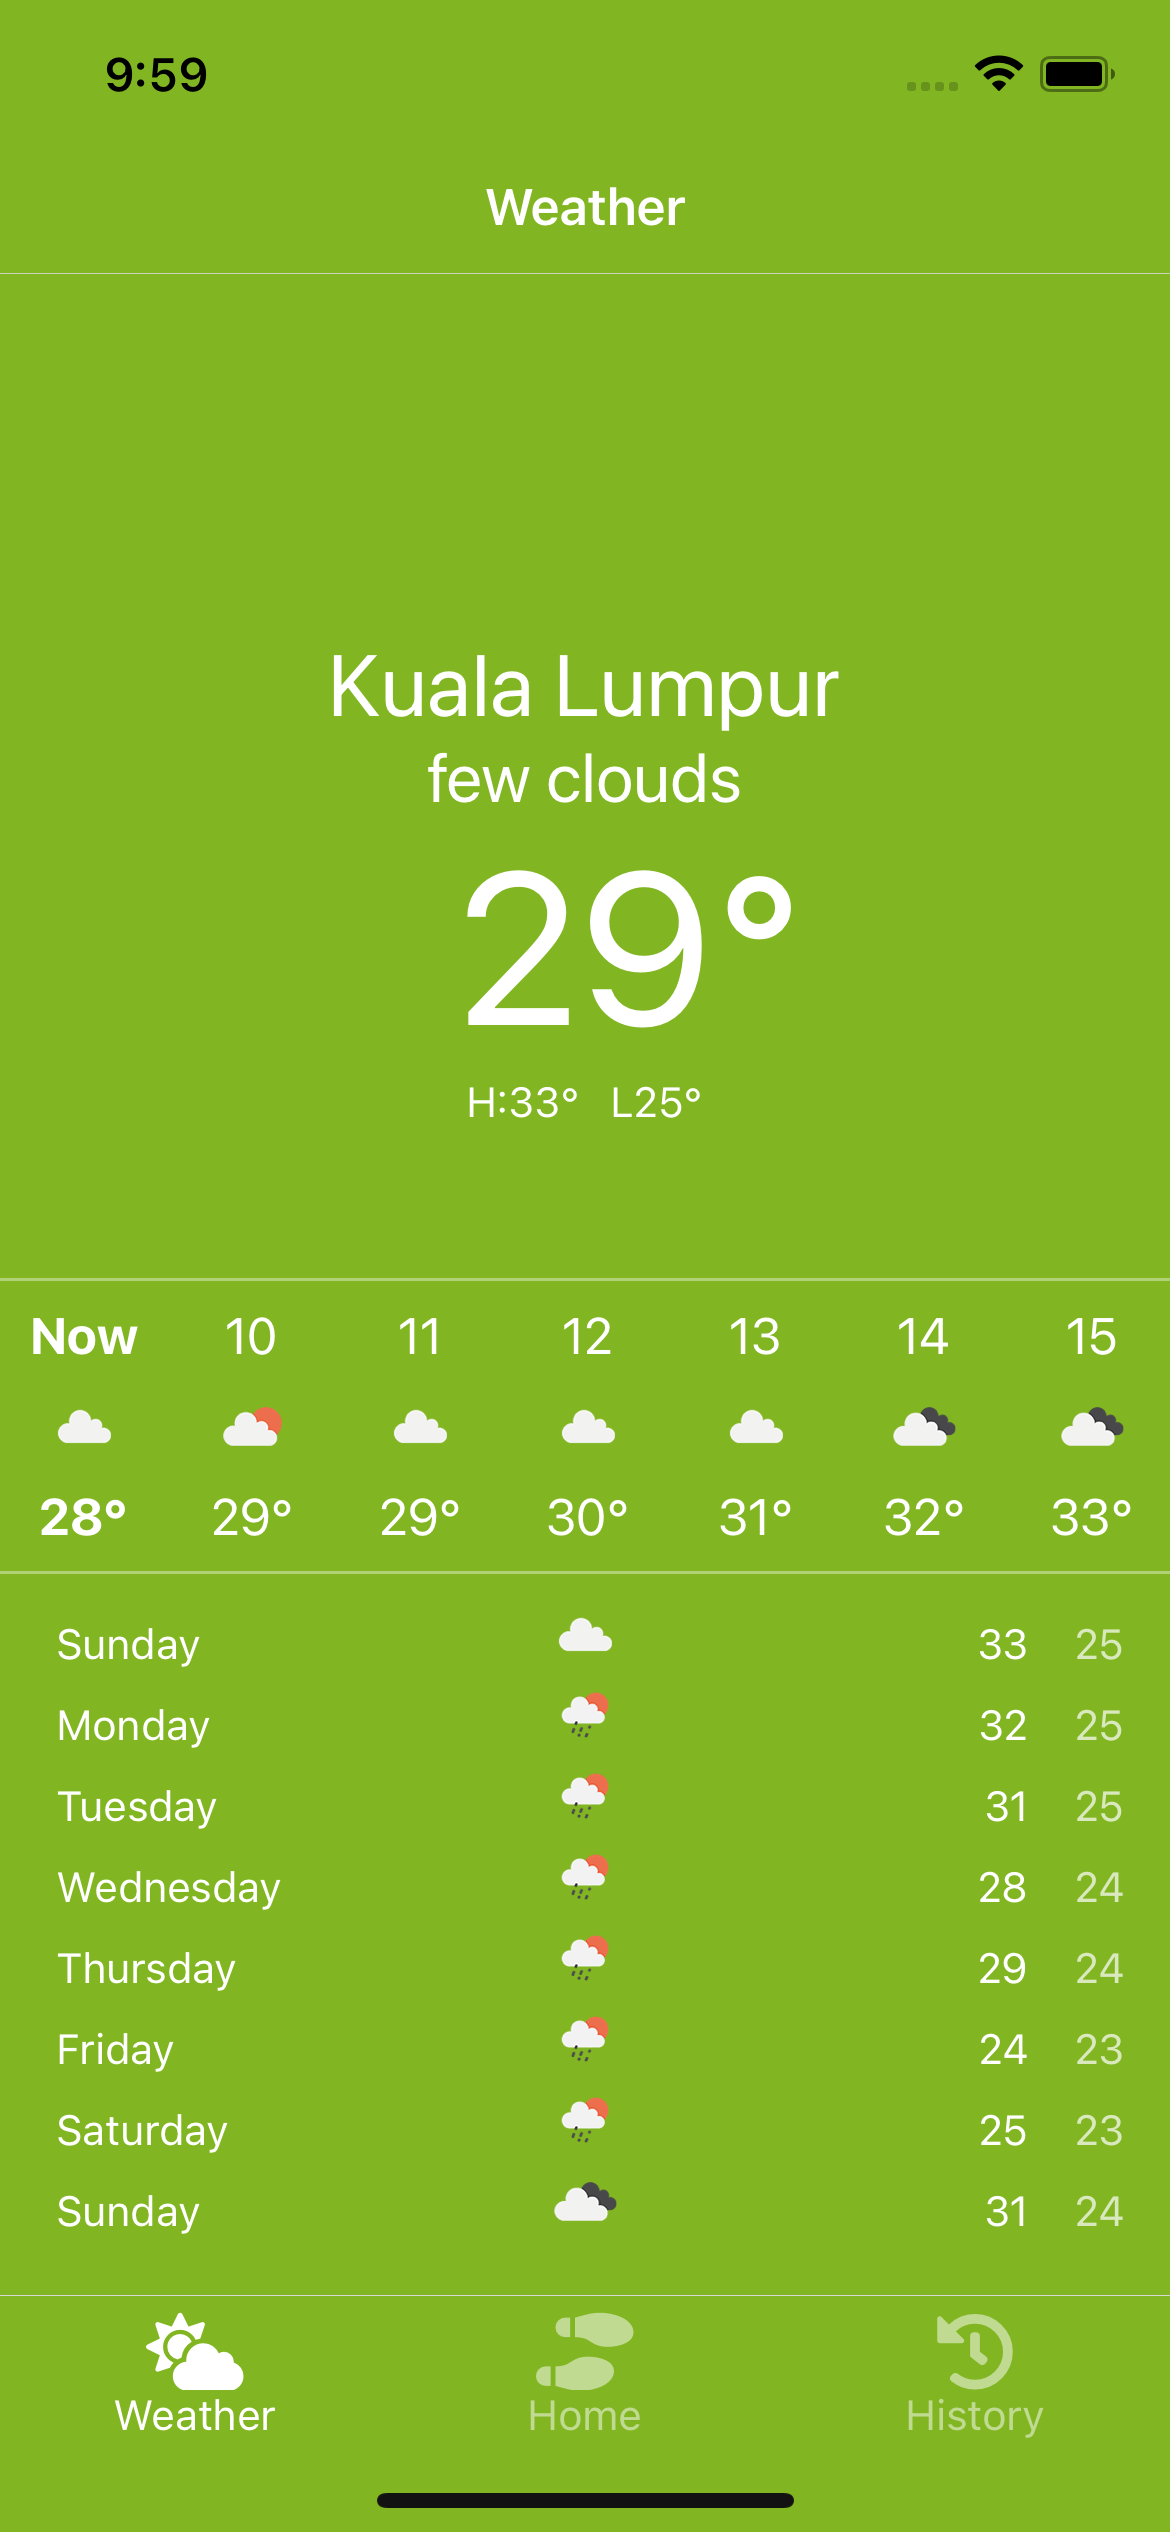 9:59
Weather
Kuala Lumpur
few clouds
29°
H:33° L25°
Now 10 11 12 13 14 15
28° 29° 29° 30° 31° 32° 33°
Sunday 33 25
Monday 32 25
Tuesday 31 25
Wednesday 28 24
Thursday 29 24
Friday 24 23
Saturday 25 23
Sunday 31 24
Weather Home History